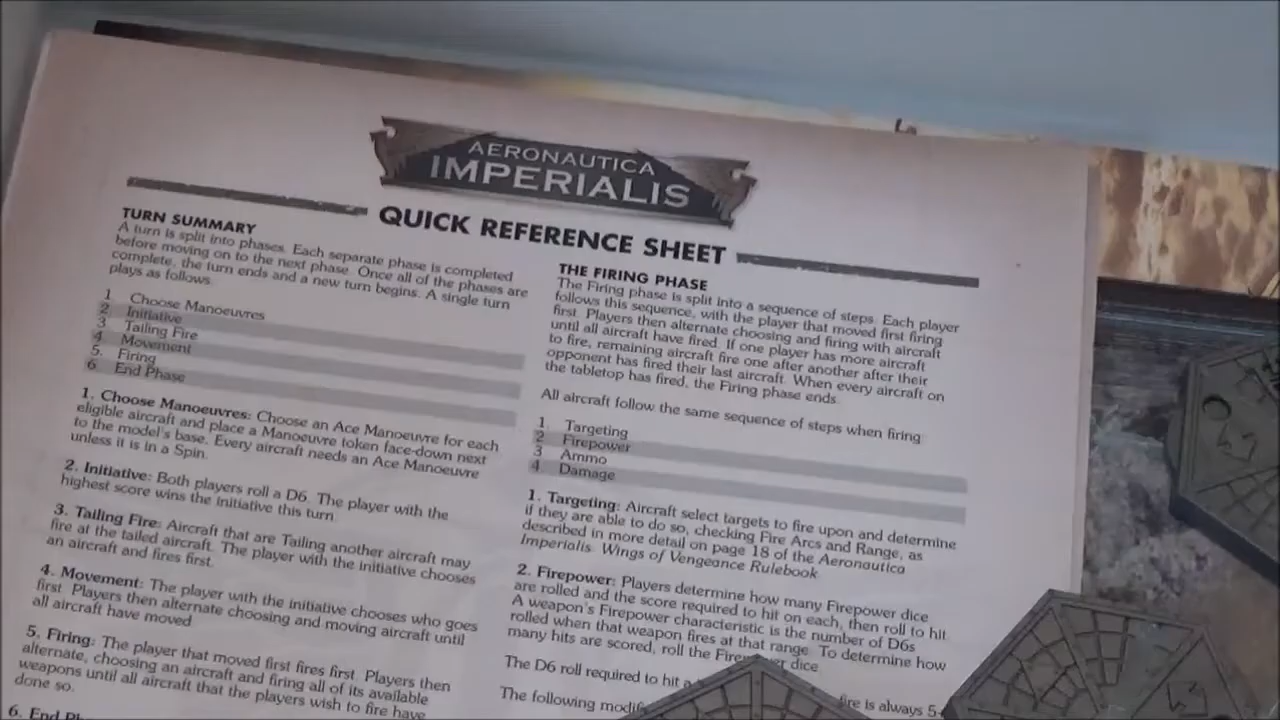 AERONAUTICA
IMPERIALIS
QUICK REFERENCE SHEET
TURN SUMMARY
A turn is split into phases. Each separate phase is completed
before moving on to the next phase. Once all of the phases are
complete, the turn ends and a new turn begins. A single turn
plays as follows.
1 Choose Manoeuvres
2 Initiative
3 Tailing Fire
4 Movement
5. Firing
6. End Phase
1. Choose Manoeuvres: Choose an Ace Manoeuvre for each
eligible aircraft and place a Manoeuvre token face-down next
to the model's base. Every aircraft needs an Ace Manoeuvre
unless it is in a Spin.
2. Initiative: Both players roll a D6. The player with the
highest score wins the initiative this turn.
3. Tailing Fire: Aircraft that are Tailing another aircraft may
fire at the tailed aircraft. The player with the initiative chooses
an aircraft and fires first.
4. Movement: The player with the initiative chooses who goes
first. Players then alternate choosing and moving aircraft until
all aircraft have moved
5. Firing: The player that moved first fires first. Players then
alternate, choosing an aircraft and firing all of its available
weapons until all aircraft that the players wish to fire have
done so.
6. End
THE FIRING PHASE
The Firing phase is split into a sequence of steps. Each player
follows this sequence, with the player that moved first firing
first. Players then alternate choosing and firing with aircraft
until all aircraft have fired. If one player has more aircraft
to fire, remaining aircraft fire one after another after their
opponent has fired their last aircraft. When every aircraft on
the tabletop has fired, the Firing phase ends.
All aircraft follow the same sequence of steps when firing
1. Targeting
2 Firepower
3 Ammo
4 Damage
1. Targeting: Aircraft select targets to fire upon and determine
if they are able to do so, checking Fire Arcs and Range, as
described in more detail on page 18 of the Aeronautica
Imperialis: Wings of Vengeance Rulebook
2. Firepower: Players determine how many Firepower dice
are rolled and the score required to hit on each, then roll to hit.
A weapon's Firepower characteristic is the number of D6s
rolled when that weapon fires at that range. To determine how
many hits are scored, roll the dice
The D6 roll required to hit fire is always 5
The following